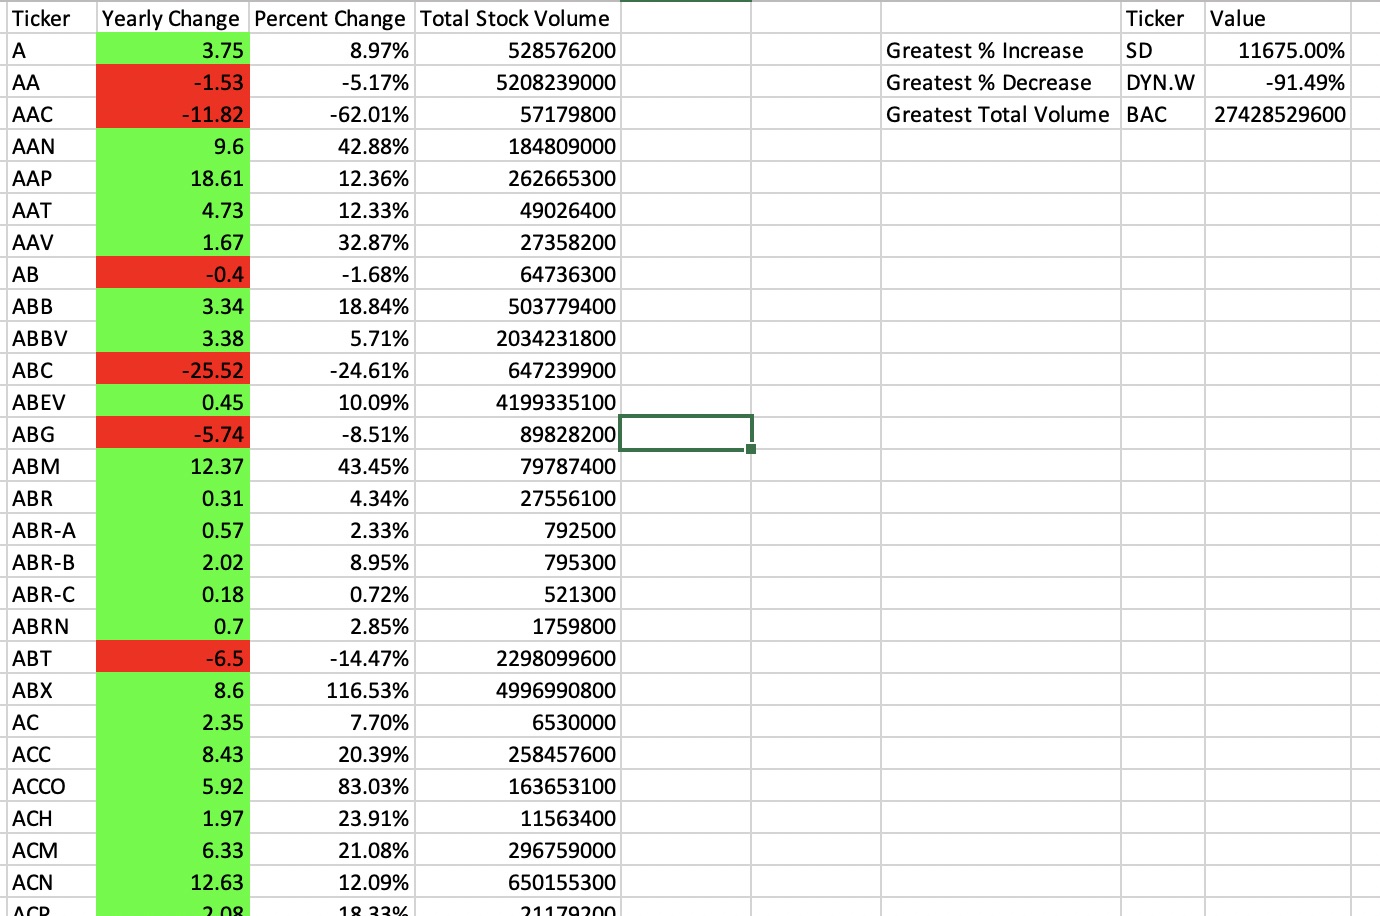 Ticker Yearly Change Percent Change Total Stock Volume Ticker Value
A 3.75 8.97% 528576200 Greatest % Increase SD 11675.00%
AA -1.53 -5.17% 5208239000 Greatest % Decrease DYN.W -91.49%
AAC -11.82 -62.01% 57179800 Greatest Total Volume BAC 27428529600
AAN 9.6 42.88% 184809000
AAP 18.61 12.36% 262665300
AAT 4.73 12.33% 49026400
AAV 1.67 32.87% 27358200
AB -0.4 -1.68% 64736300
ABB 3.34 18.84% 503779400
ABBV 3.38 5.71% 2034231800
ABC -25.52 -24.61% 647239900
ABEV 0.45 10.09% 4199335100
ABG -5.74 -8.51% 89828200
ABM 12.37 43.45% 79787400
ABR 0.31 4.34% 27556100
ABR-A 0.57 2.33% 792500
ABR-B 2.02 8.95% 795300
ABR-C 0.18 0.72% 521300
ABRN 0.7 2.85% 1759800
ABT -6.5 -14.47% 2298099600
ABX 8.6 116.53% 4996990800
AC 2.35 7.70% 6530000
ACC 8.43 20.39% 258457600
ACCO 5.92 83.03% 163653100
ACH 1.97 23.91% 11563400
ACM 6.33 21.08% 296759000
ACN 12.63 12.09% 650155300
2.08 18.33% 21179200